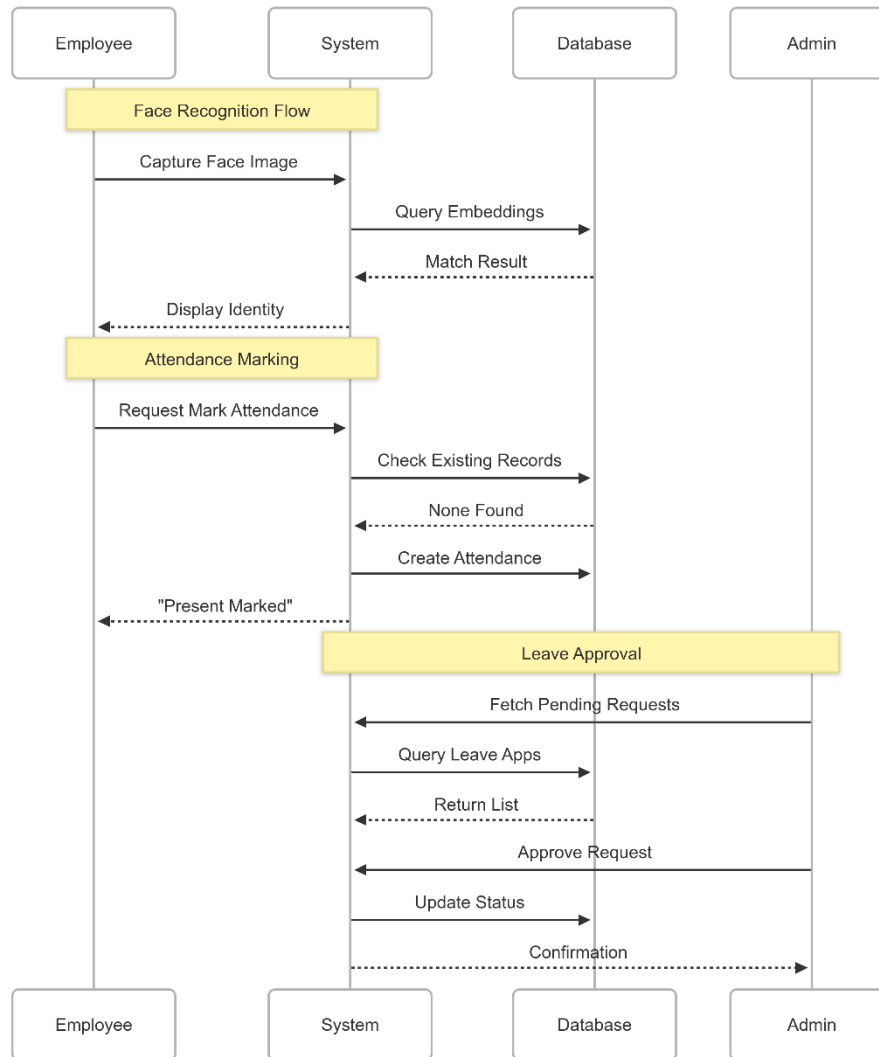 Employee
System
Database
Admin
Face Recognition Flow
Capture Face Image
Query Embeddings
Match Result
Display Identity
Attendance Marking
Request Mark Attendance
Check Existing Records
None Found
Create Attendance
"Present Marked"
Leave Approval
Fetch Pending Requests
Query Leave Apps
Return List
Approve Request
Update Status
Confirmation
Employee
System
Database
Admin